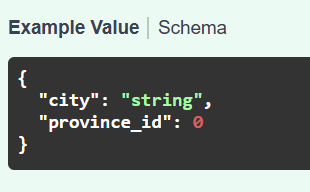 Example Value Schema
{
  "city": "string",
  "province_id": 0
}